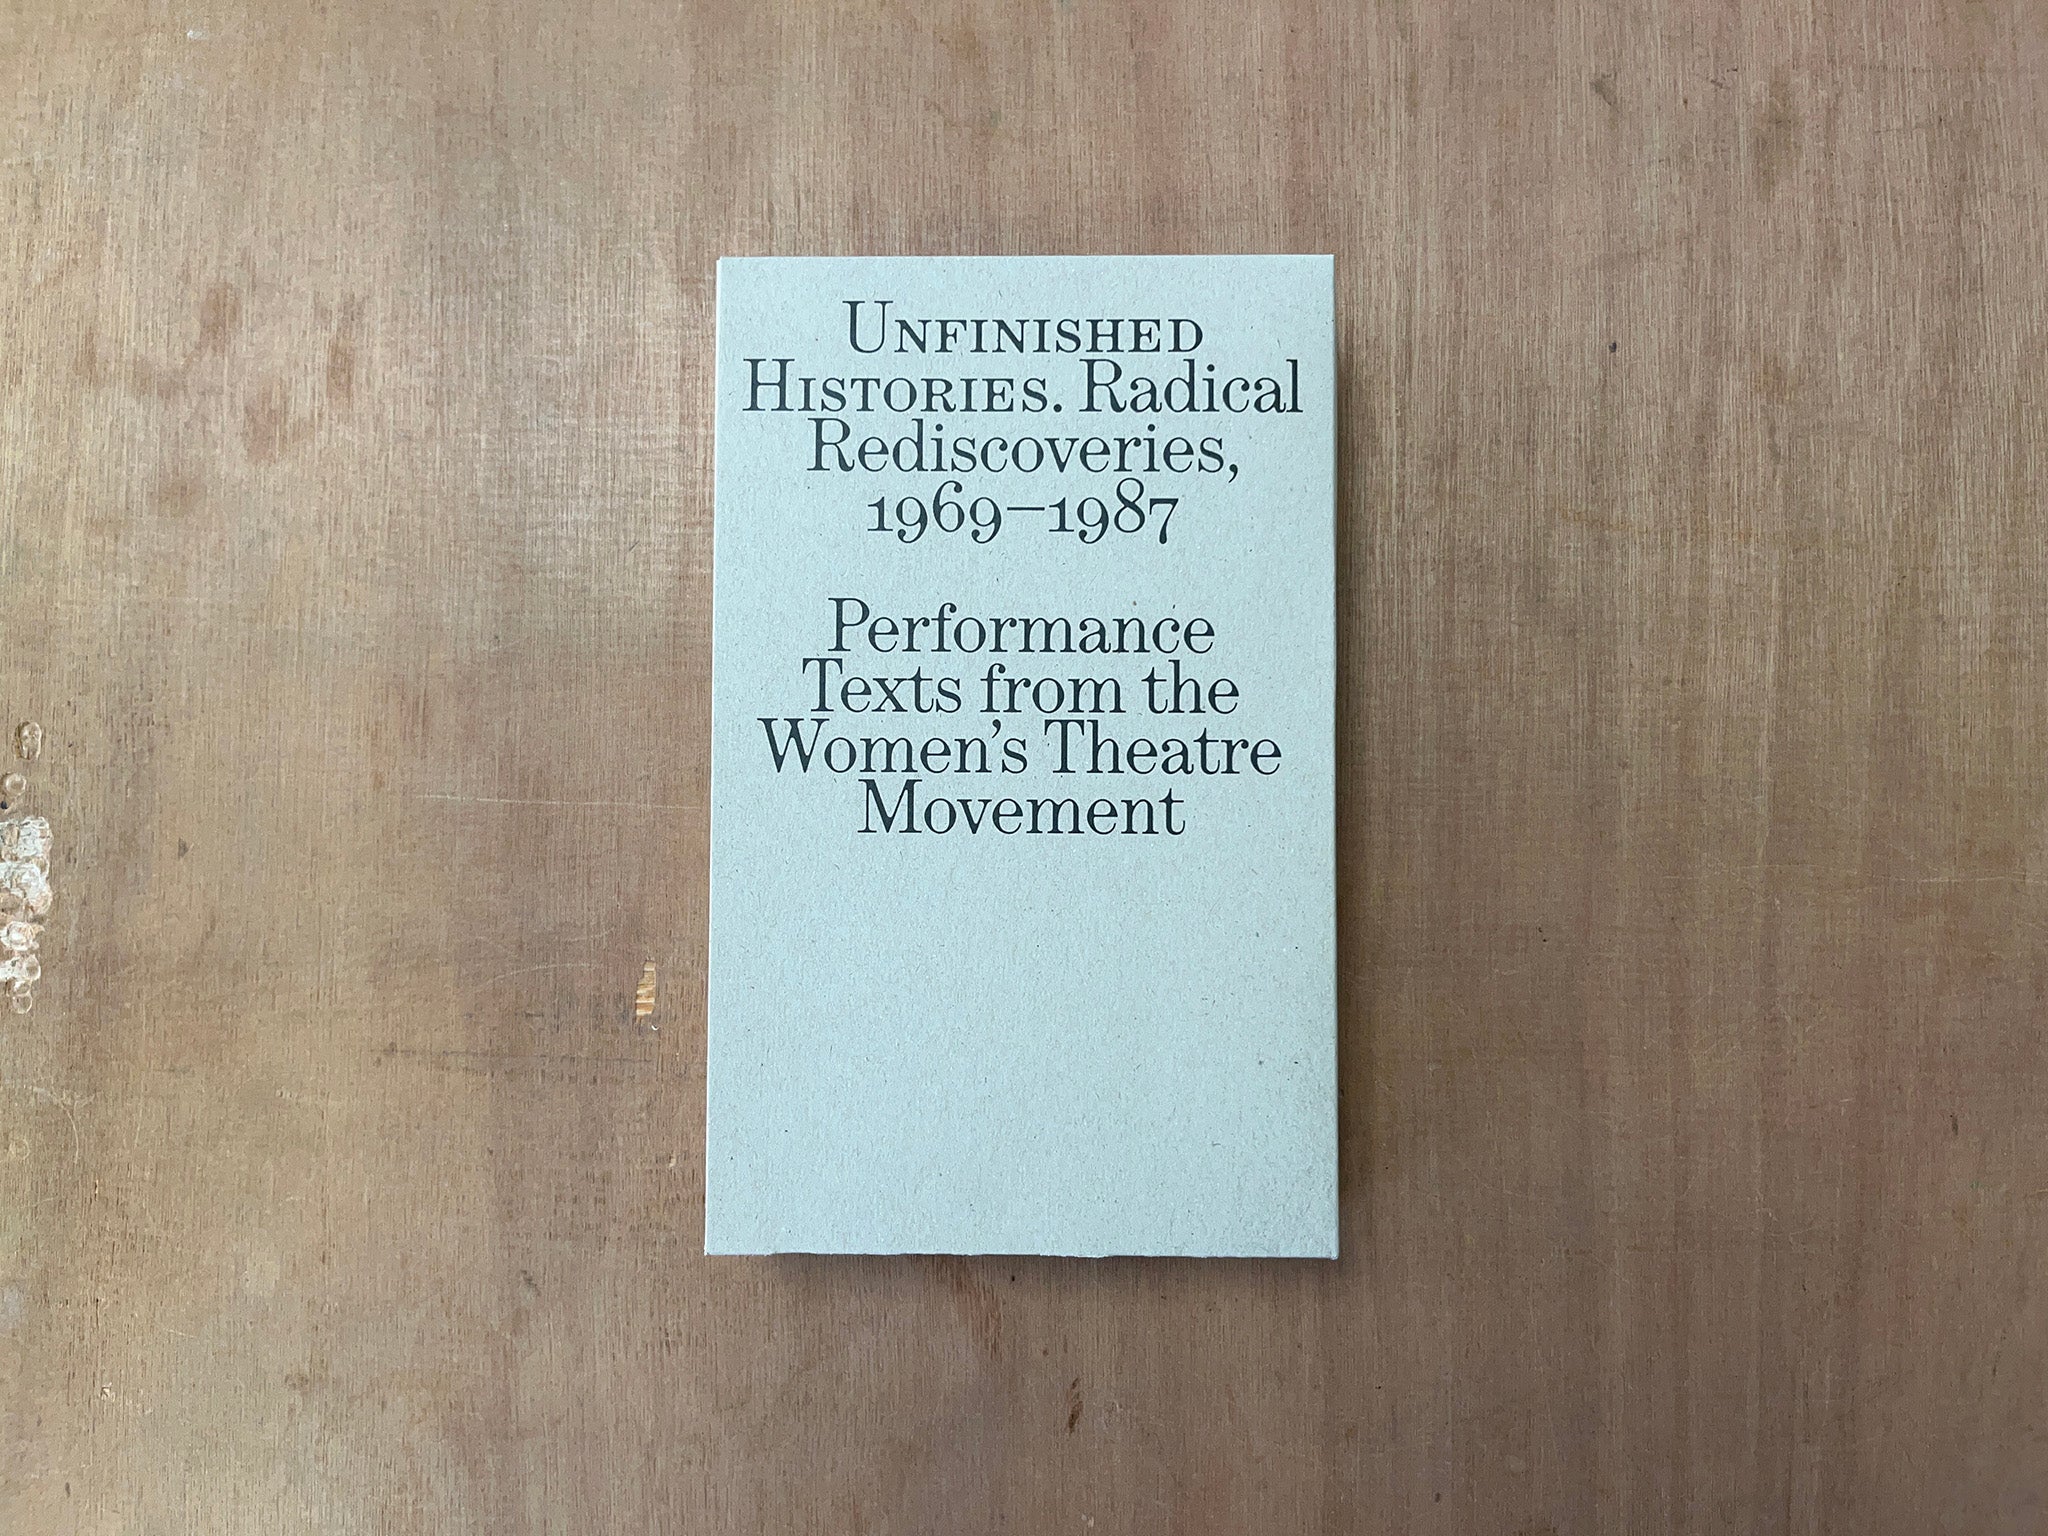 UNFINISHED
HISTORIES. Radical
Rediscoveries,
1969–1987
Performance
Texts from the
Women’s Theatre
Movement